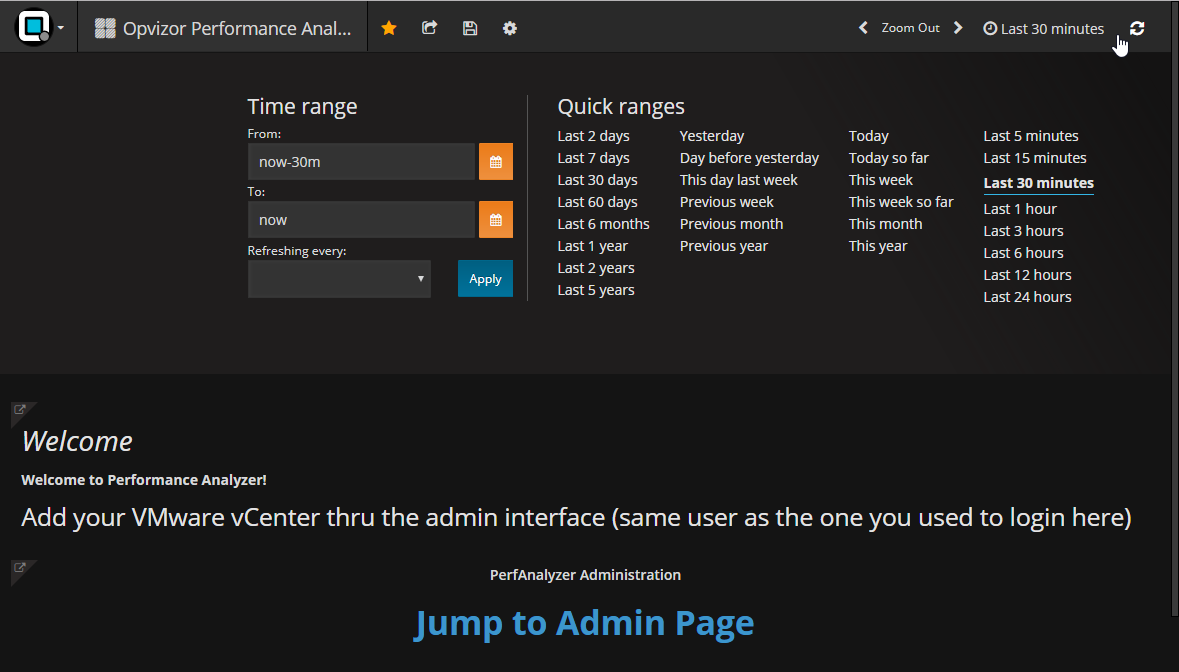 Opvizor Performance Anal...
Zoom Out
Last 30 minutes
Time range
From:
now-30m
To:
now
Refreshing every:
Apply
Quick ranges
Last 2 days
Last 7 days
Last 30 days
Last 60 days
Last 6 months
Last 1 year
Last 2 years
Last 5 years
Yesterday
Day before yesterday
This day last week
Previous week
Previous month
Previous year
Today
Today so far
This week
This week so far
This month
This year
Last 5 minutes
Last 15 minutes
Last 30 minutes
Last 1 hour
Last 3 hours
Last 6 hours
Last 12 hours
Last 24 hours
Welcome
Welcome to Performance Analyzer!
Add your VMware vCenter thru the admin interface (same user as the one you used to login here)
PerfAnalyzer Administration
Jump to Admin Page